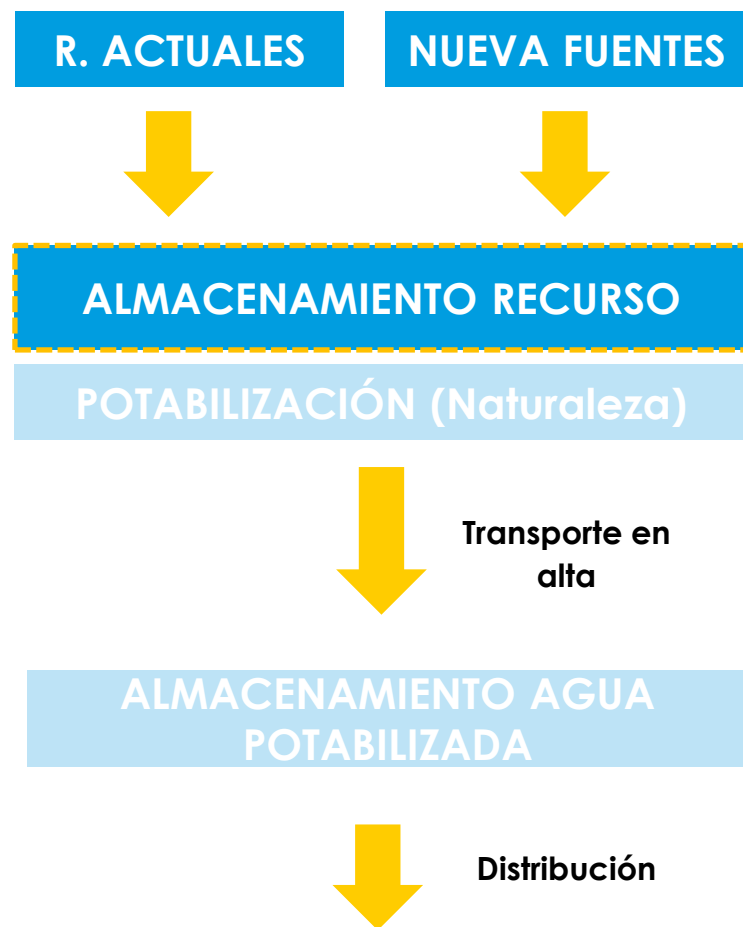 R. ACTUALES
NUEVA FUENTES
ALMACENAMIENTO RECURSO
POTABILIZACIÓN (Naturaleza)
Transporte en
alta
ALMACENAMIENTO AGUA
POTABILIZADA
Distribución